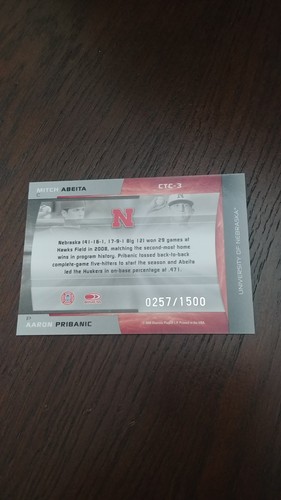 MITCH ABEITA
CTC-3
N
Nebraska (41-16-1, 17-9-1 Big 12) won 29 games at
Hawks Field in 2008, matching the second-most home
wins in program history. Pribanic tossed back-to-back
complete-game five-hitters to start the season and Abeita
led the Huskers in on-base percentage at .471.
0257/1500
AARON PRIBANIC
UNIVERSITY OF NEBRASKA